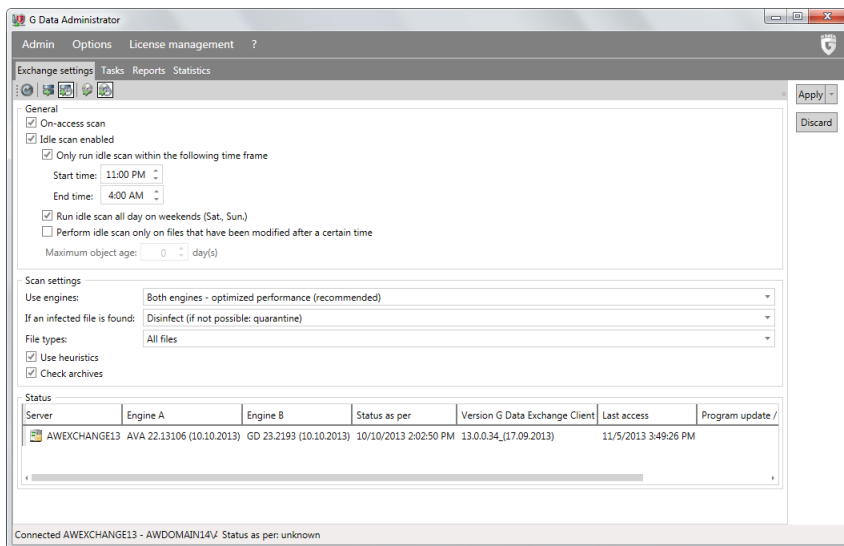 G Data Administrator
Admin Options License management ?
Exchange settings Tasks Reports Statistics
Apply
Discard
General
On-access scan
Idle scan enabled
Only run idle scan within the following time frame
Start time: 11:00 PM
End time: 4:00 AM
Run idle scan all day on weekends (Sat., Sun.)
Perform idle scan only on files that have been modified after a certain time
Maximum object age: 0 day(s)
Scan settings
Use engines: Both engines - optimized performance (recommended)
If an infected file is found: Disinfect (if not possible: quarantine)
File types: All files
Use heuristics
Check archives
Status
Server Engine A Engine B Status as per Version G Data Exchange Client Last access Program update /
AWEXCHANGE13 AVA 22.13106 (10.10.2013) GD 23.2193 (10.10.2013) 10/10/2013 2:02:50 PM 13.0.0.34_(17.09.2013) 11/5/2013 3:49:26 PM
Connected AWEXCHANGE13 - AWDOMAIN14\ Status as per: unknown